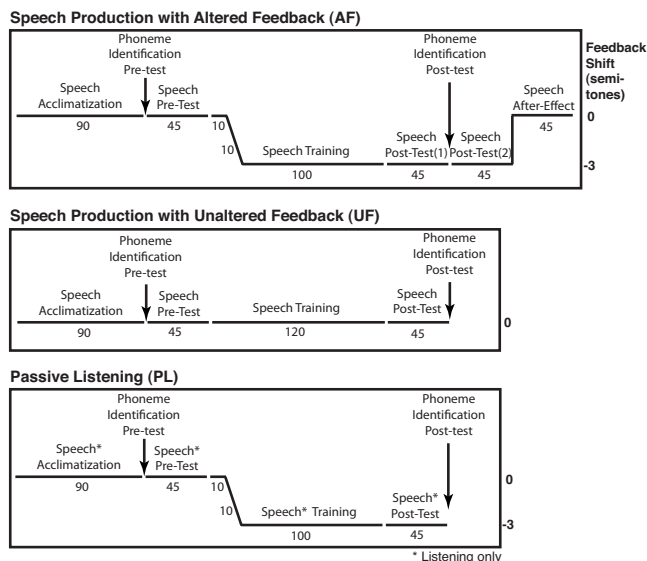 Speech Production with Altered Feedback (AF)
Phoneme
Identification
Pre-test
Phoneme
Identification
Post-test
Feedback
Shift
(semi-
tones)
Speech
Acclimatization
Speech
Pre-Test
Speech Training
Speech
Post-Test(1)
Speech
Post-Test(2)
Speech
After-Effect
90
45
10
10
100
45
45
45
0
-3
Speech Production with Unaltered Feedback (UF)
Phoneme
Identification
Pre-test
Phoneme
Identification
Post-test
Speech
Acclimatization
Speech
Pre-Test
Speech Training
Speech
Post-Test
90
45
120
45
0
Passive Listening (PL)
Phoneme
Identification
Pre-test
Phoneme
Identification
Post-test
Speech*
Acclimatization
Speech*
Pre-Test
Speech* Training
Speech*
Post-Test
90
45
10
10
100
45
0
-3
* Listening only